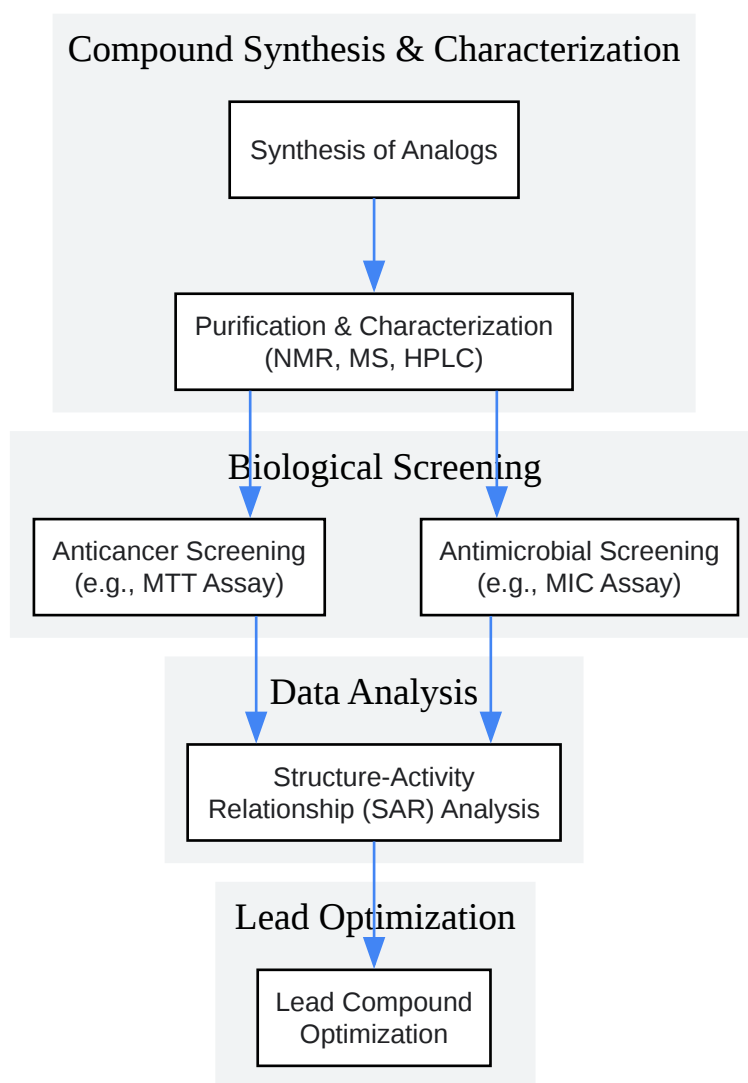 Compound Synthesis & Characterization
Synthesis of Analogs
Purification & Characterization
(NMR, MS, HPLC)
Biological Screening
Anticancer Screening
(e.g., MTT Assay)
Antimicrobial Screening
(e.g., MIC Assay)
Data Analysis
Structure-Activity
Relationship (SAR) Analysis
Lead Optimization
Lead Compound
Optimization